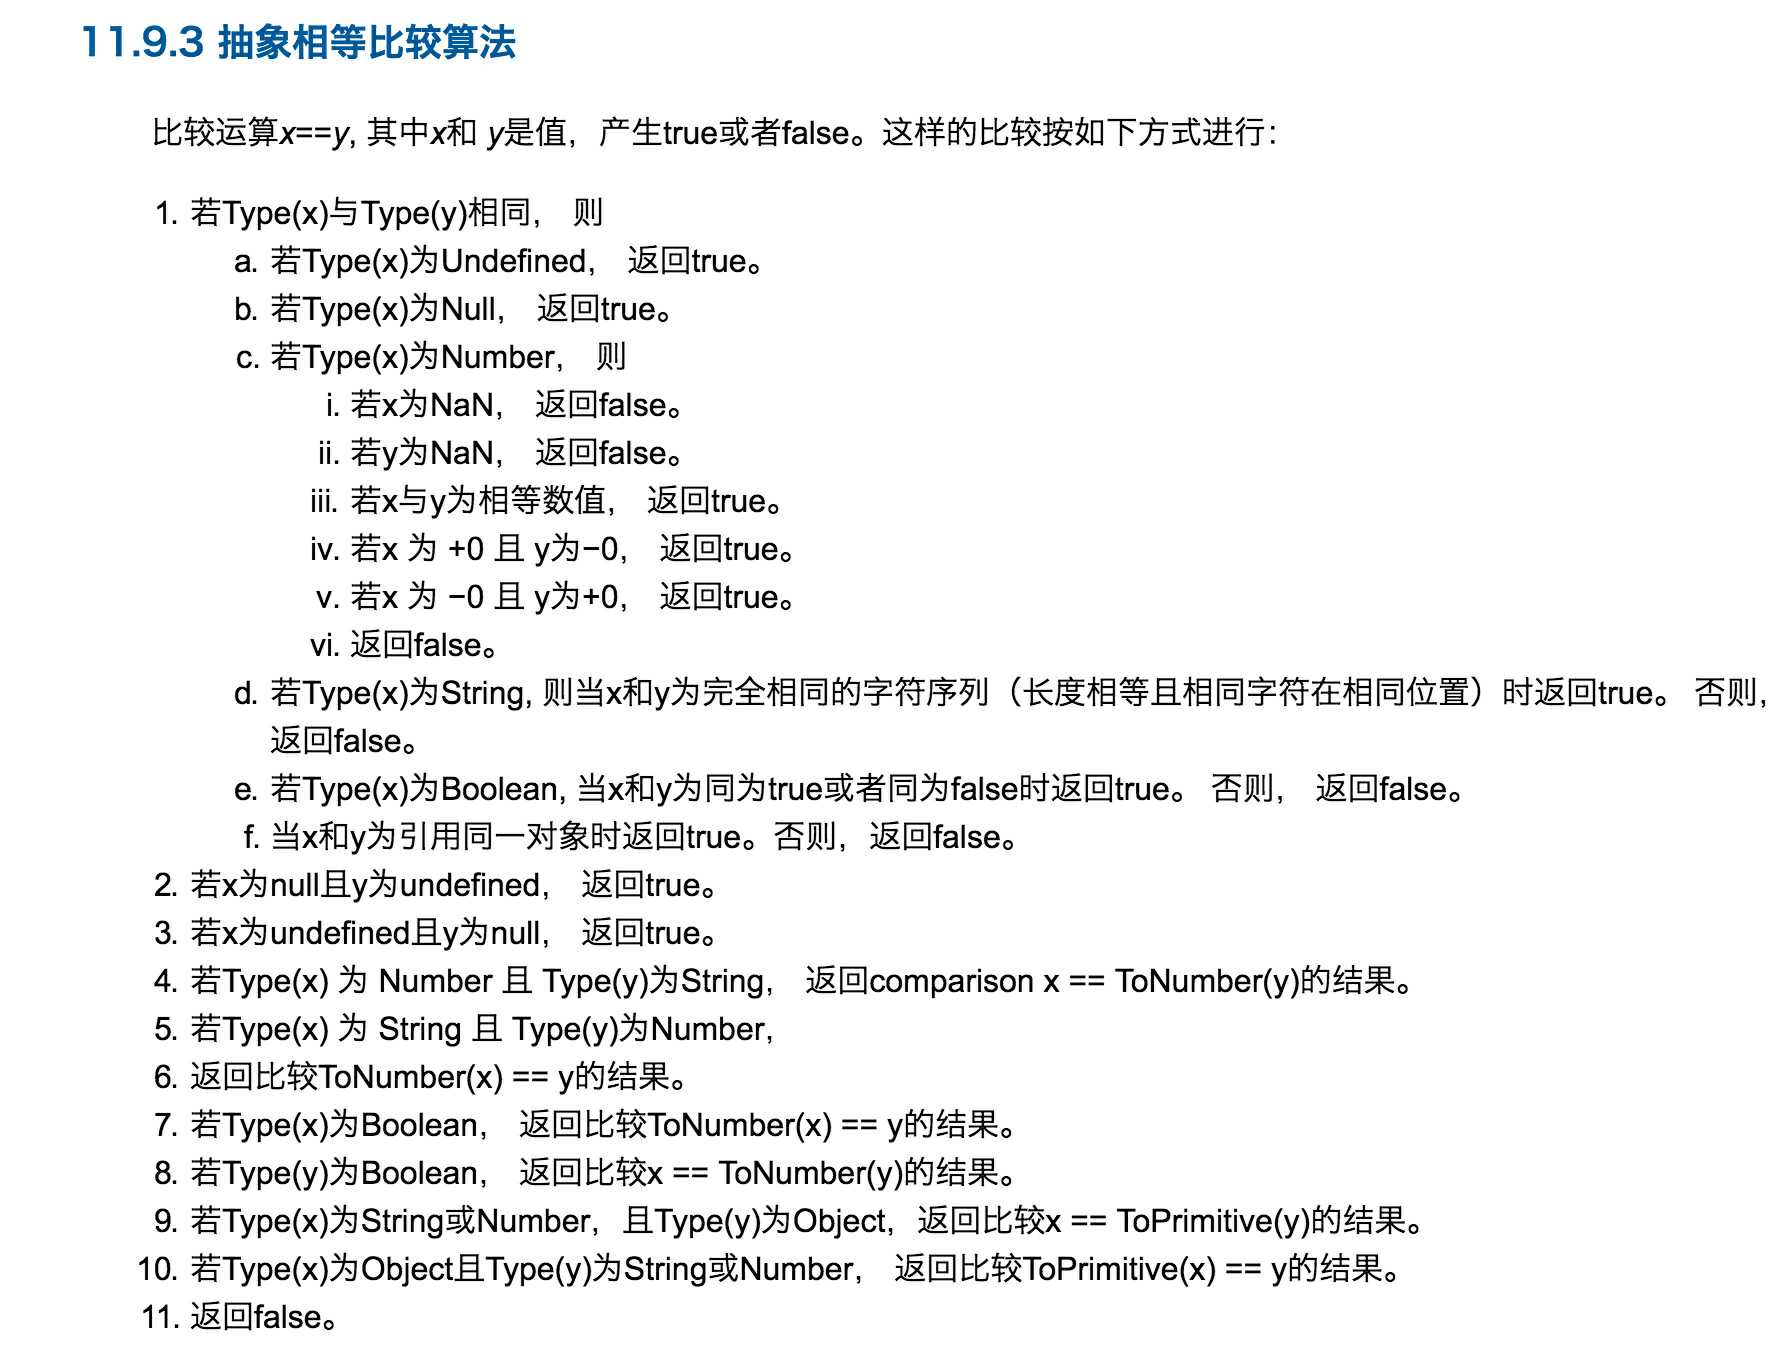 11.9.3 抽象相等比较算法
比较运算x==y, 其中x和 y是值，产生true或者false。这样的比较按如下方式进行：
1. 若Type(x)与Type(y)相同， 则
a. 若Type(x)为Undefined， 返回true。
b. 若Type(x)为Null， 返回true。
c. 若Type(x)为Number， 则
i. 若x为NaN， 返回false。
ii. 若y为NaN， 返回false。
iii. 若x与y为相等数值， 返回true。
iv. 若x 为 +0 且 y为−0， 返回true。
v. 若x 为 −0 且 y为+0， 返回true。
vi. 返回false。
d. 若Type(x)为String, 则当x和y为完全相同的字符序列（长度相等且相同字符在相同位置）时返回true。 否则，
返回false。
e. 若Type(x)为Boolean, 当x和y为同为true或者同为false时返回true。 否则， 返回false。
f. 当x和y为引用同一对象时返回true。否则，返回false。
2. 若x为null且y为undefined， 返回true。
3. 若x为undefined且y为null， 返回true。
4. 若Type(x) 为 Number 且 Type(y)为String， 返回comparison x == ToNumber(y)的结果。
5. 若Type(x) 为 String 且 Type(y)为Number，
6. 返回比较ToNumber(x) == y的结果。
7. 若Type(x)为Boolean， 返回比较ToNumber(x) == y的结果。
8. 若Type(y)为Boolean， 返回比较x == ToNumber(y)的结果。
9. 若Type(x)为String或Number，且Type(y)为Object，返回比较x == ToPrimitive(y)的结果。
10. 若Type(x)为Object且Type(y)为String或Number， 返回比较ToPrimitive(x) == y的结果。
11. 返回false。